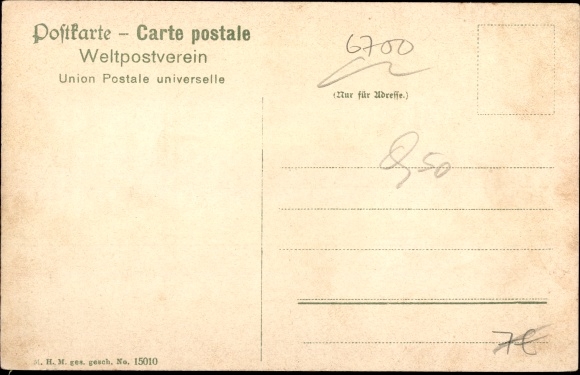 Postkarte – Carte postale
Weltpostverein
Union Postale universelle
6700
(Nur für Adresse.)
8,50
7€
H. M. ges. gesch. No. 15010